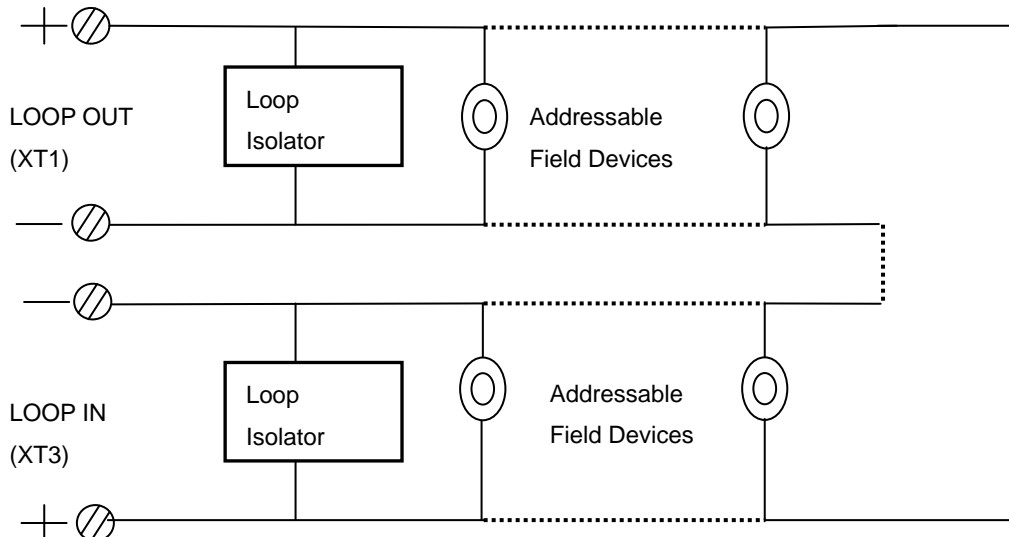 LOOP OUT
(XT1)
Loop
Isolator
Addressable
Field Devices
LOOP IN
(XT3)
Loop
Isolator
Addressable
Field Devices